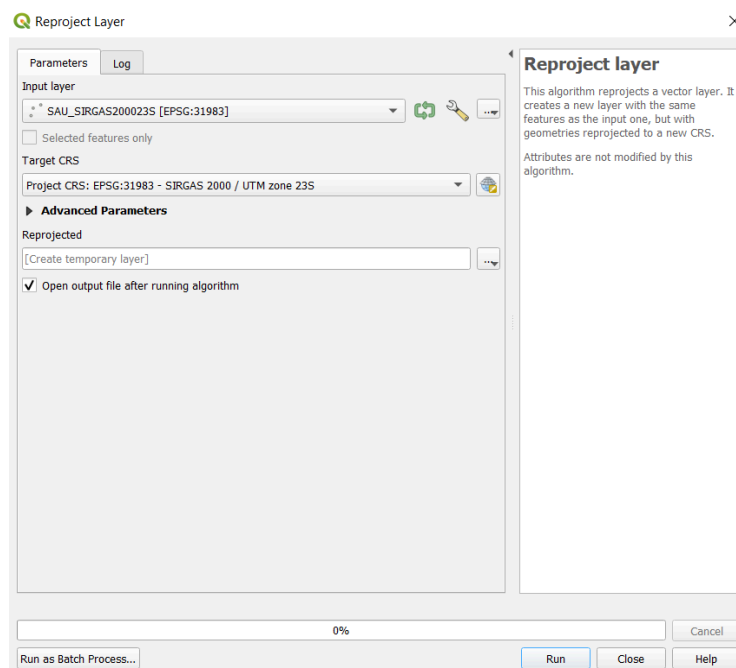 Reproject Layer
Parameters
Log
Input layer
SAU_SIRGAS200023S [EPSG:31983]
...
Selected features only
Target CRS
Project CRS: EPSG:31983 - SIRGAS 2000 / UTM zone 23S
Advanced Parameters
Reprojected
[Create temporary layer]
...
Open output file after running algorithm
Reproject layer
This algorithm reprojects a vector layer. It
creates a new layer with the same
features as the input one, but with
geometries reprojected to a new CRS.
Attributes are not modified by this
algorithm.
0%
Cancel
Run as Batch Process...
Run
Close
Help